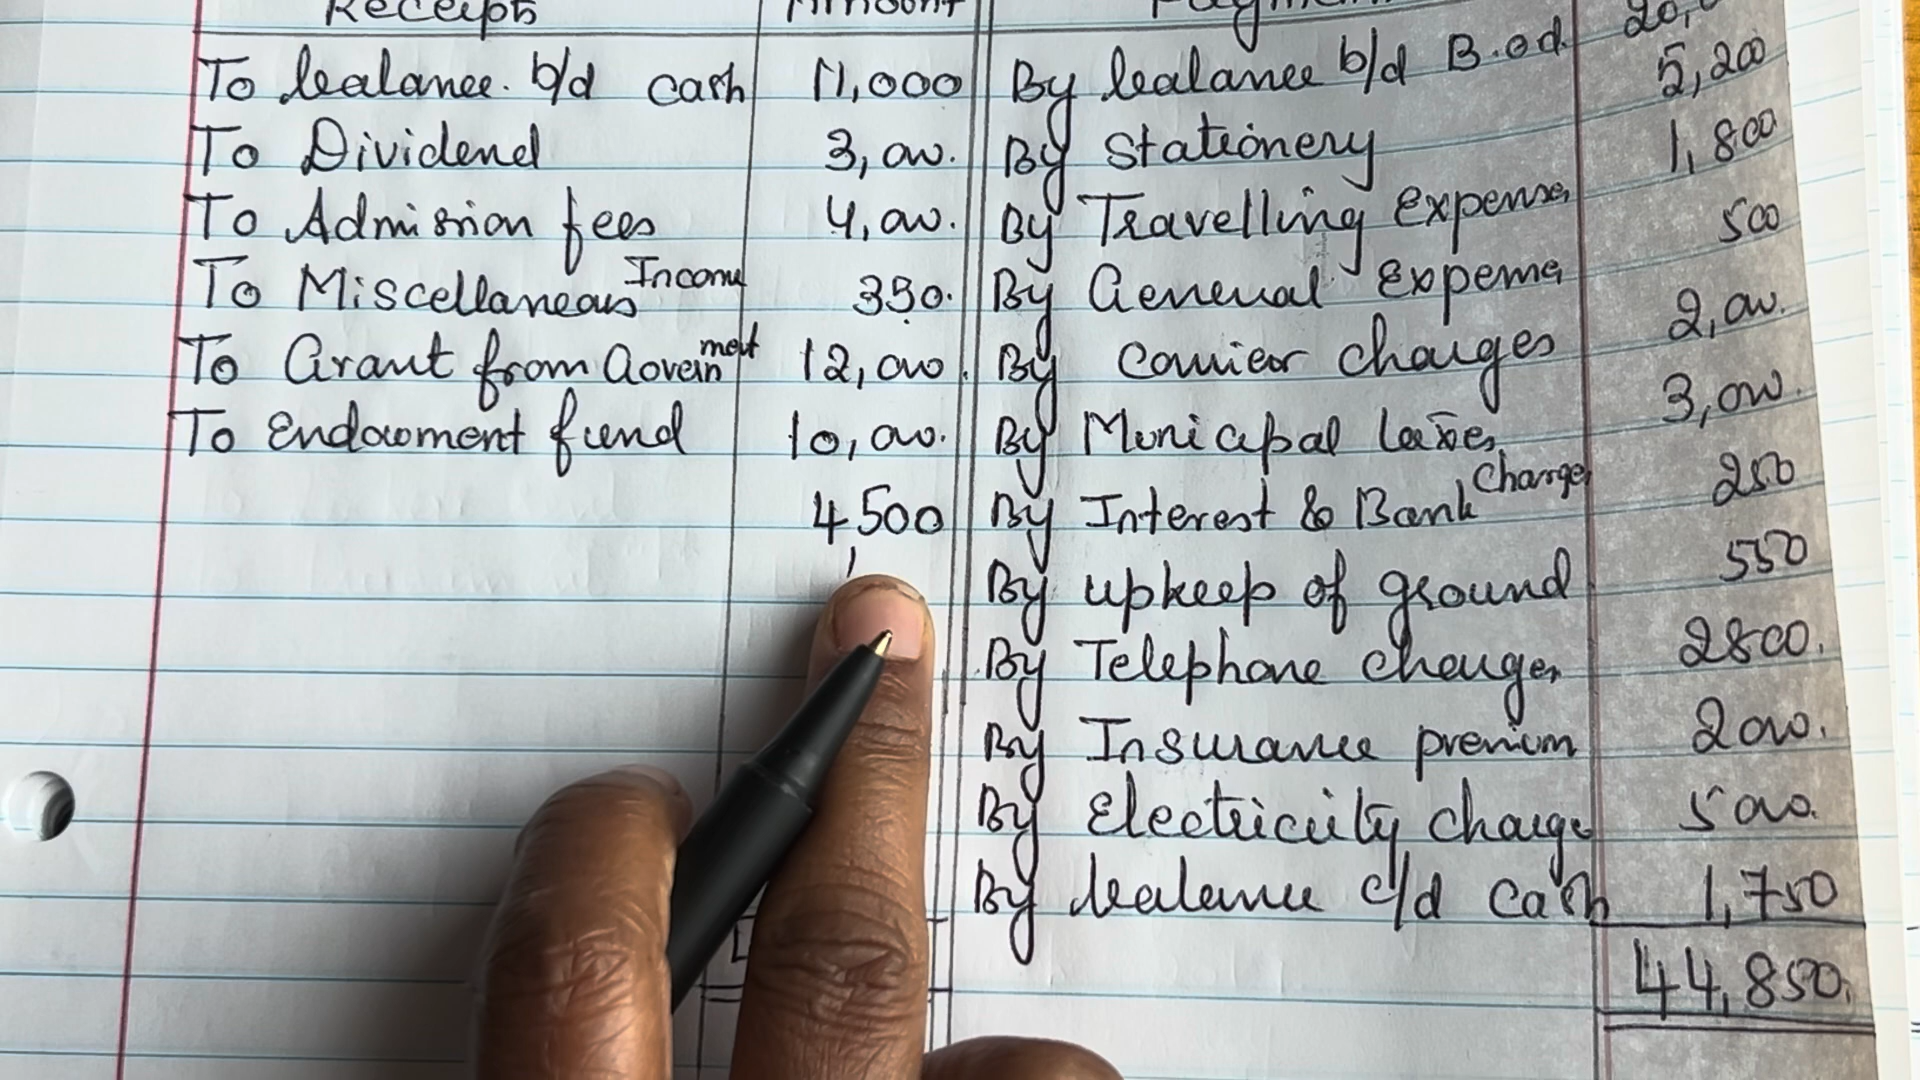 Receipts Amount
To balance. b/d cash 11,000 By balance b/d B.od.
To Dividend 3,000. By Stationery 5,200
To Admission fees 4,000. By Travelling Expenses 1,800
To Miscellaneous Income 350. By General Expenses 500
To Grant from Government 12,000. By Courier charges 2,000.
To Endowment fund 10,000. By Municipal taxes 3,000.
4,500 By Interest & Bank Charges 250
By upkeep of ground 550
By Telephone charges 2800.
By Insurance premium 2000.
By Electricity charge 5000.
By balance c/d cash 1,750
44,850.